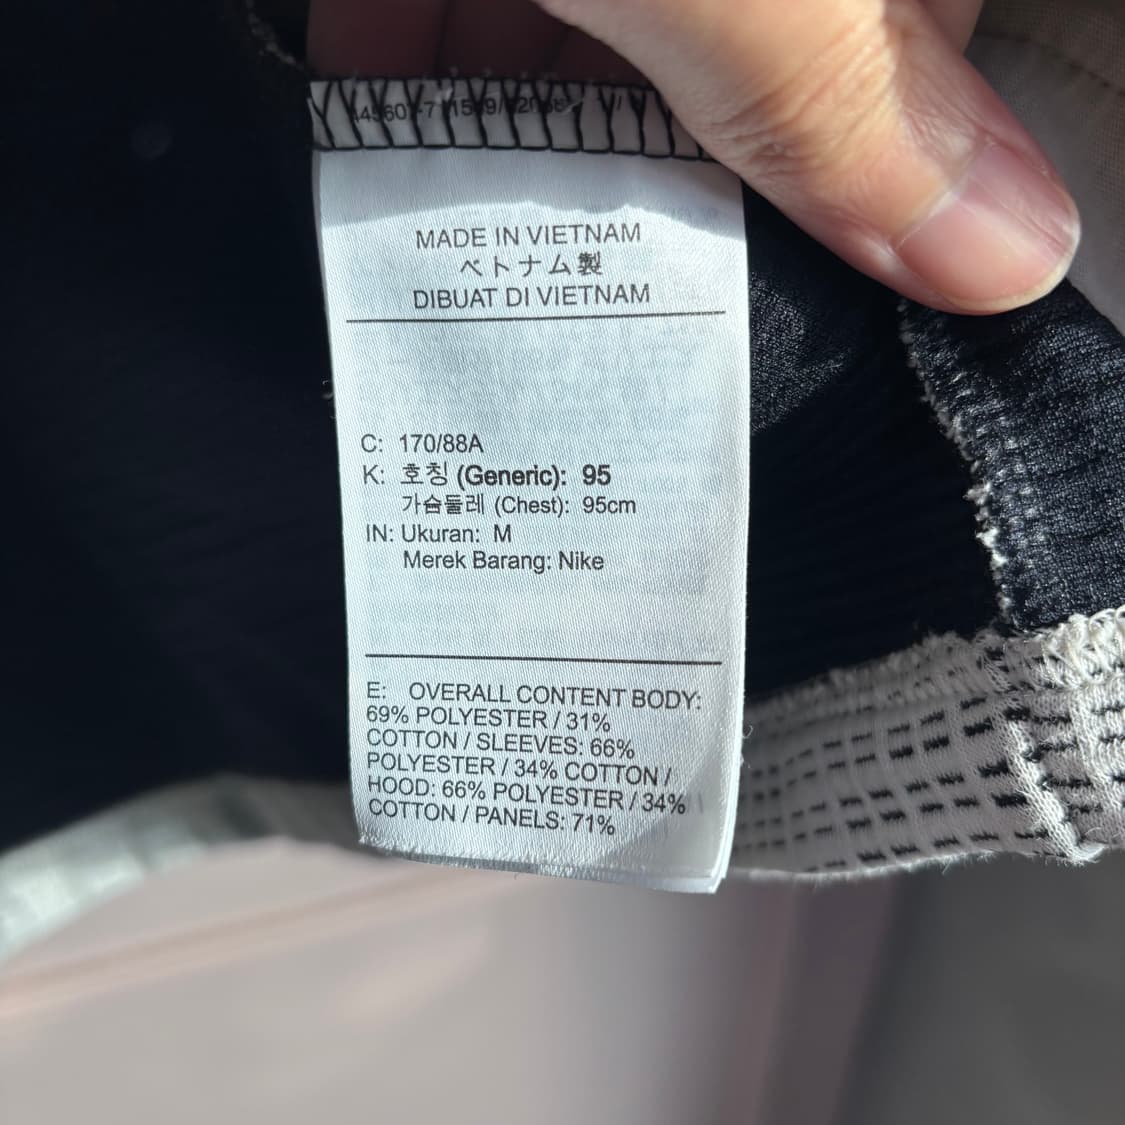 MADE IN VIETNAM
ベトナム製
DIBUAT DI VIETNAM
C: 170/88A
K: 호칭 (Generic): 95
가슴둘레 (Chest): 95cm
IN: Ukuran: M
Merek Barang: Nike
E: OVERALL CONTENT BODY:
69% POLYESTER / 31%
COTTON / SLEEVES: 66%
POLYESTER / 34% COTTON /
HOOD: 66% POLYESTER / 34%
COTTON / PANELS: 71%